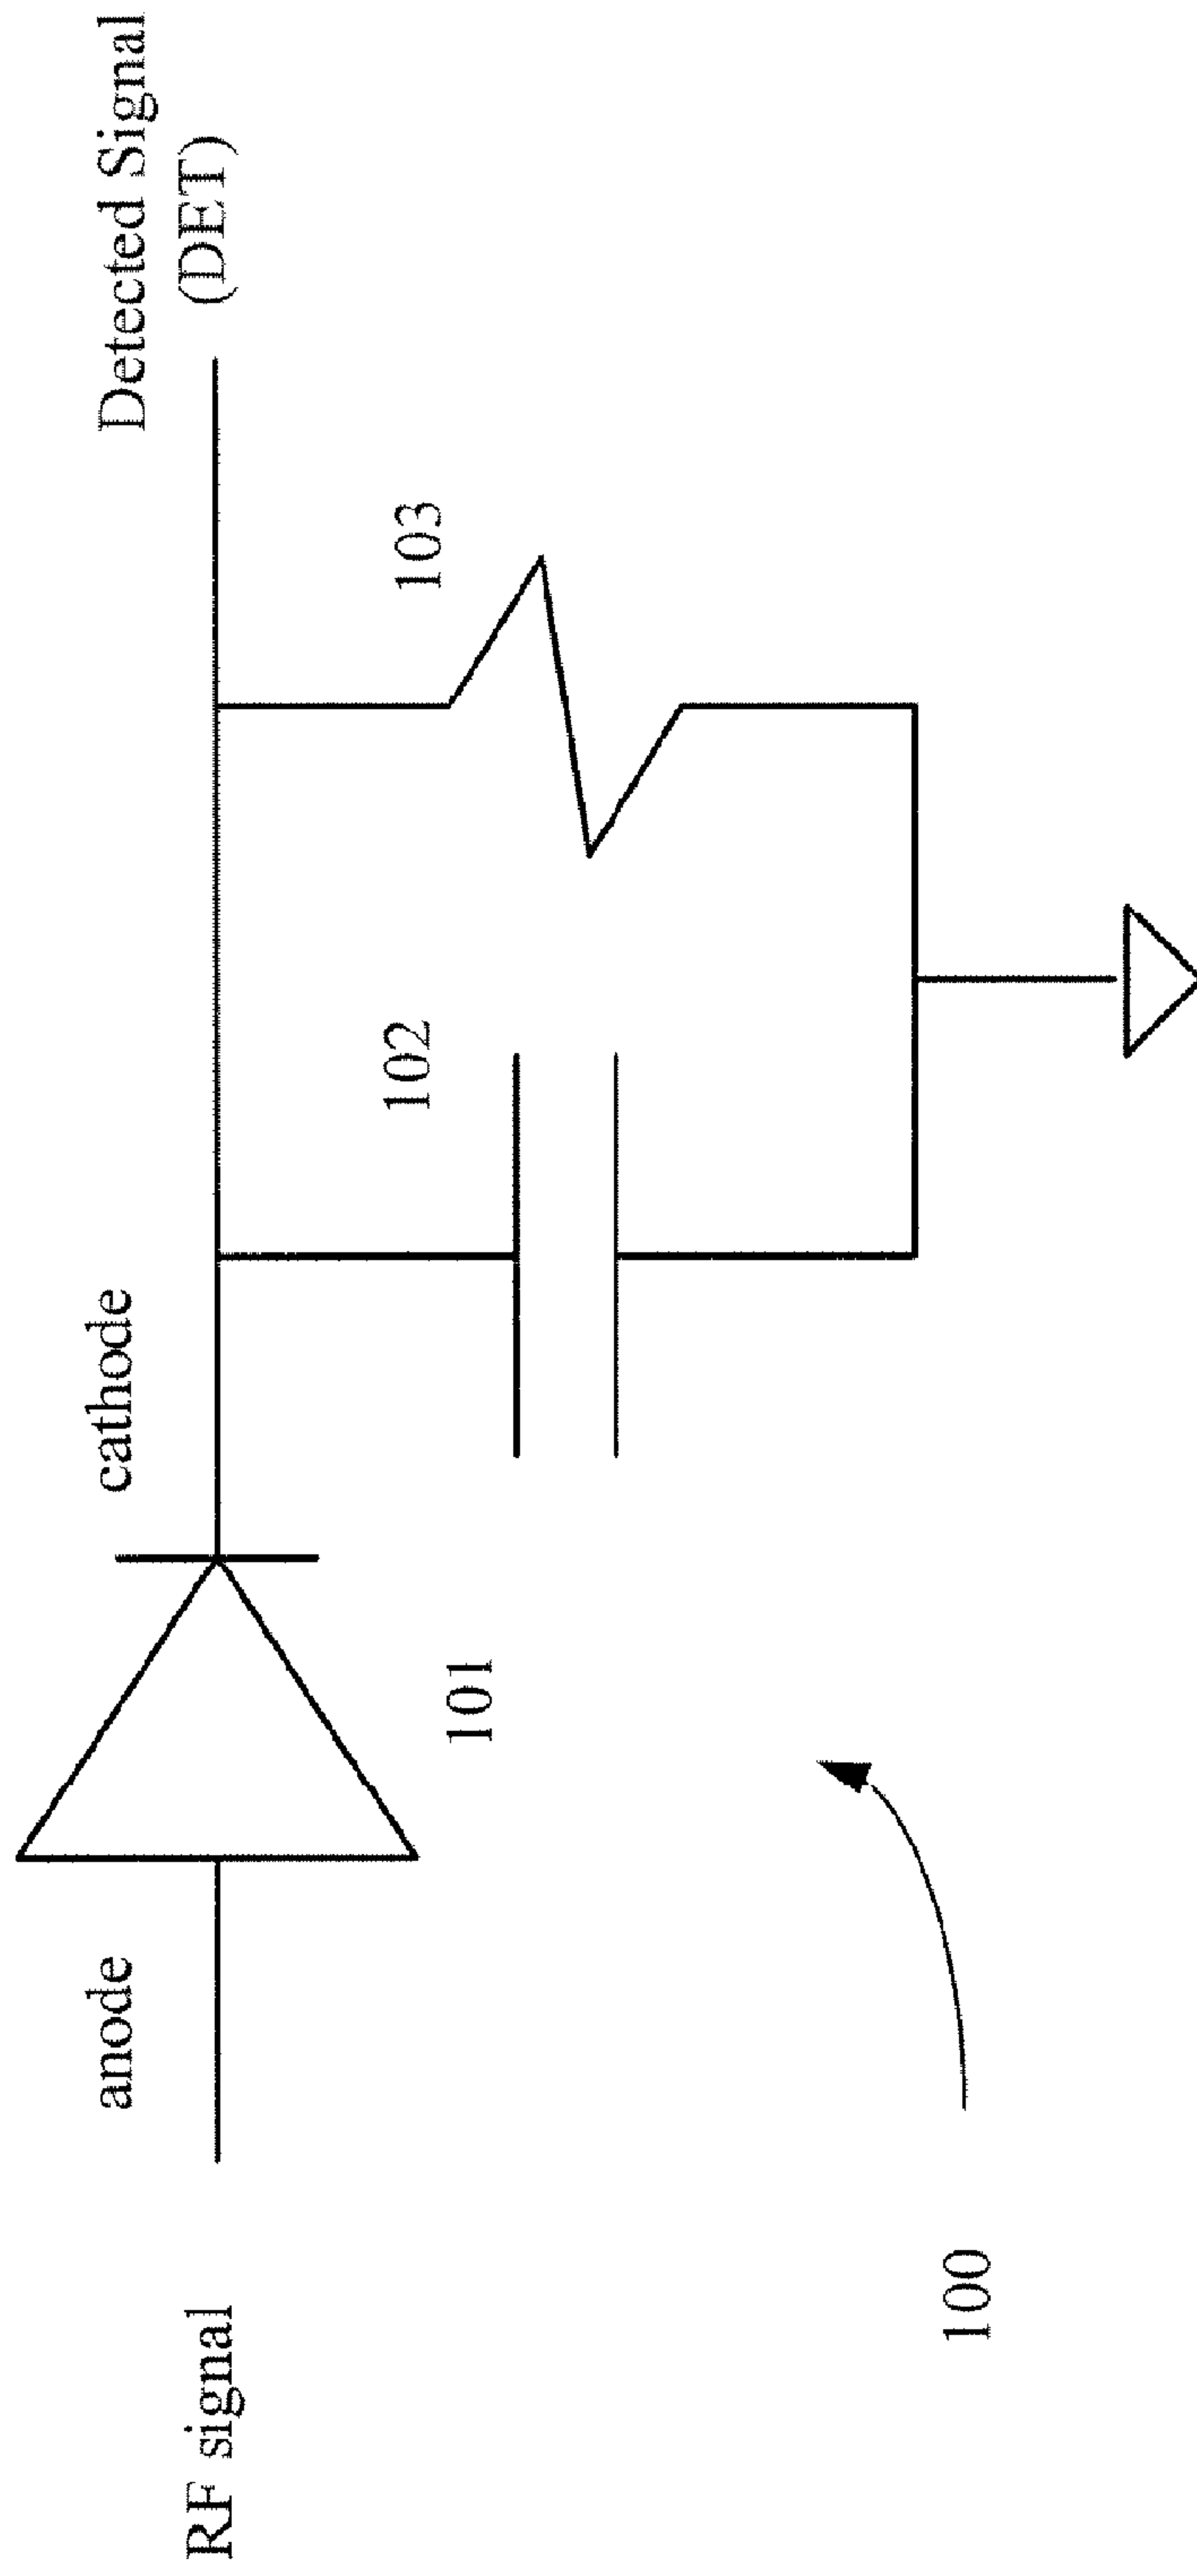 RF signal
anode
cathode
Detected Signal
(DET)
101
102
103
100